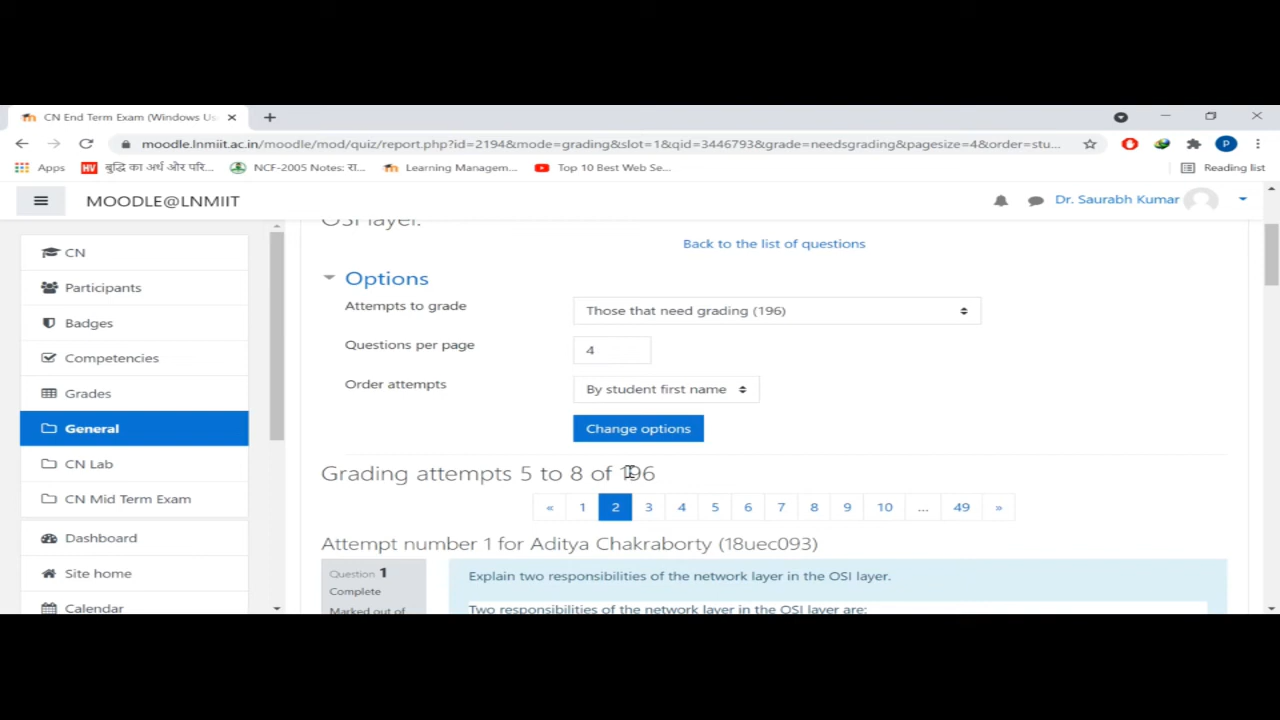 CN End Term Exam (Windows Us
moodle.lnmiit.ac.in/moodle/mod/quiz/report.php?id=2194&mode=grading&slot=1&qid=3446793&grade=needsgrading&pagesize=4&order=stu...
P
Apps
HV बुद्धि का अर्थ ओर परि...
NCF-2005 Notes: रा...
Learning Managem...
Top 10 Best Web Se...
Reading list
MOODLE@LNMIIT
Dr. Saurabh Kumar
CN
Participants
Badges
Competencies
Grades
General
CN Lab
CN Mid Term Exam
Dashboard
Site home
Calendar
OSI layer.
Back to the list of questions
Options
Attempts to grade
Those that need grading (196)
Questions per page
4
Order attempts
By student first name
Change options
Grading attempts 5 to 8 of 196
« 1 2 3 4 5 6 7 8 9 10 ... 49 »
Attempt number 1 for Aditya Chakraborty (18uec093)
Question 1
Complete
Marked out of
Explain two responsibilities of the network layer in the OSI layer.
Two responsibilities of the network layer in the OSI layer are: